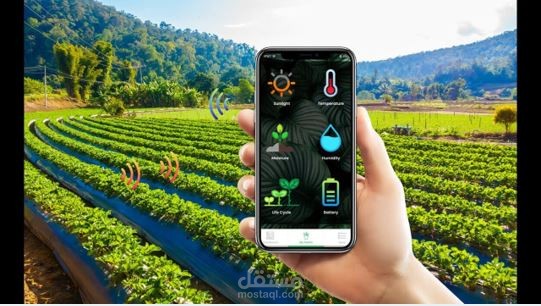 Sunlight
Temperature
Moisture
Humidity
Life Cycle
Battery
مستقل
mostaql.com